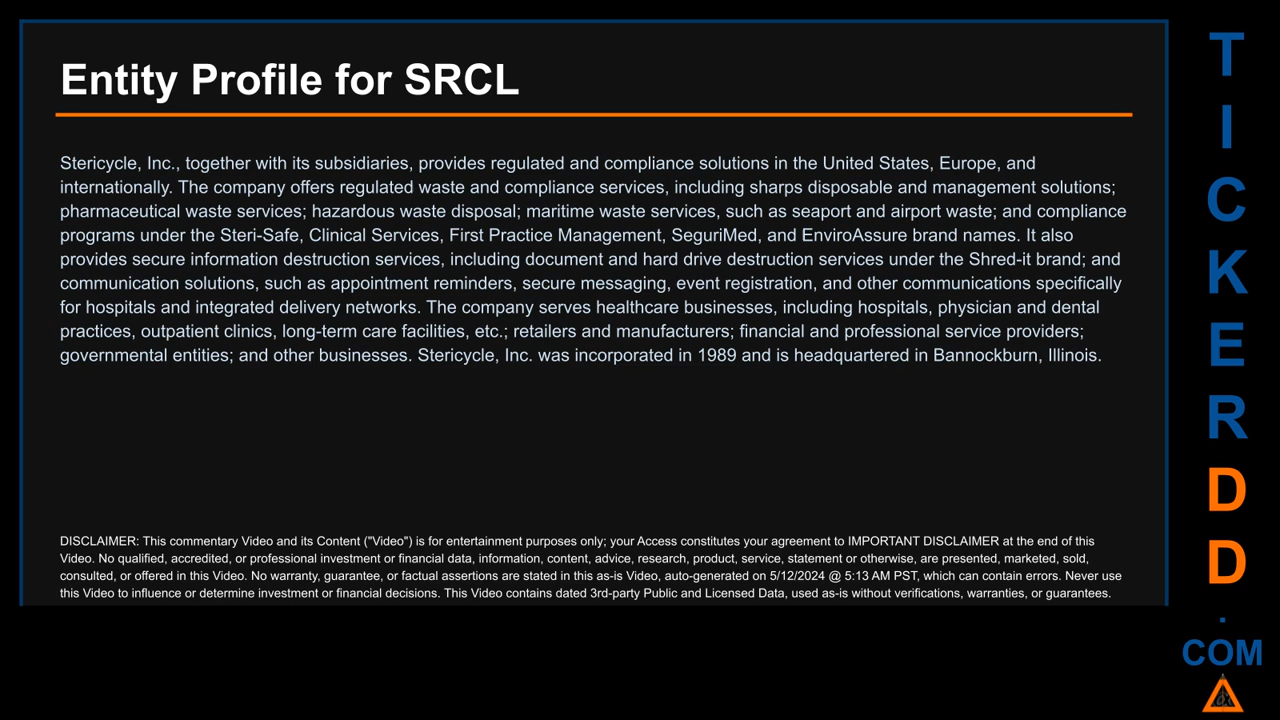 Entity Profile for SRCL
Stericycle, Inc., together with its subsidiaries, provides regulated and compliance solutions in the United States, Europe, and
internationally. The company offers regulated waste and compliance services, including sharps disposable and management solutions;
pharmaceutical waste services; hazardous waste disposal; maritime waste services, such as seaport and airport waste; and compliance
programs under the Steri-Safe, Clinical Services, First Practice Management, SeguriMed, and EnviroAssure brand names. It also
provides secure information destruction services, including document and hard drive destruction services under the Shred-it brand; and
communication solutions, such as appointment reminders, secure messaging, event registration, and other communications specifically
for hospitals and integrated delivery networks. The company serves healthcare businesses, including hospitals, physician and dental
practices, outpatient clinics, long-term care facilities, etc.; retailers and manufacturers; financial and professional service providers;
governmental entities; and other businesses. Stericycle, Inc. was incorporated in 1989 and is headquartered in Bannockburn, Illinois.
DISCLAIMER: This commentary Video and its Content ("Video") is for entertainment purposes only; your Access constitutes your agreement to IMPORTANT DISCLAIMER at the end of this
Video. No qualified, accredited, or professional investment or financial data, information, content, advice, research, product, service, statement or otherwise, are presented, marketed, sold,
consulted, or offered in this Video. No warranty, guarantee, or factual assertions are stated in this as-is Video, auto-generated on 5/12/2024 @ 5:13 AM PST, which can contain errors. Never use
this Video to influence or determine investment or financial decisions. This Video contains dated 3rd-party Public and Licensed Data, used as-is without verifications, warranties, or guarantees.
T
I
C
K
E
R
D
D
.
COM